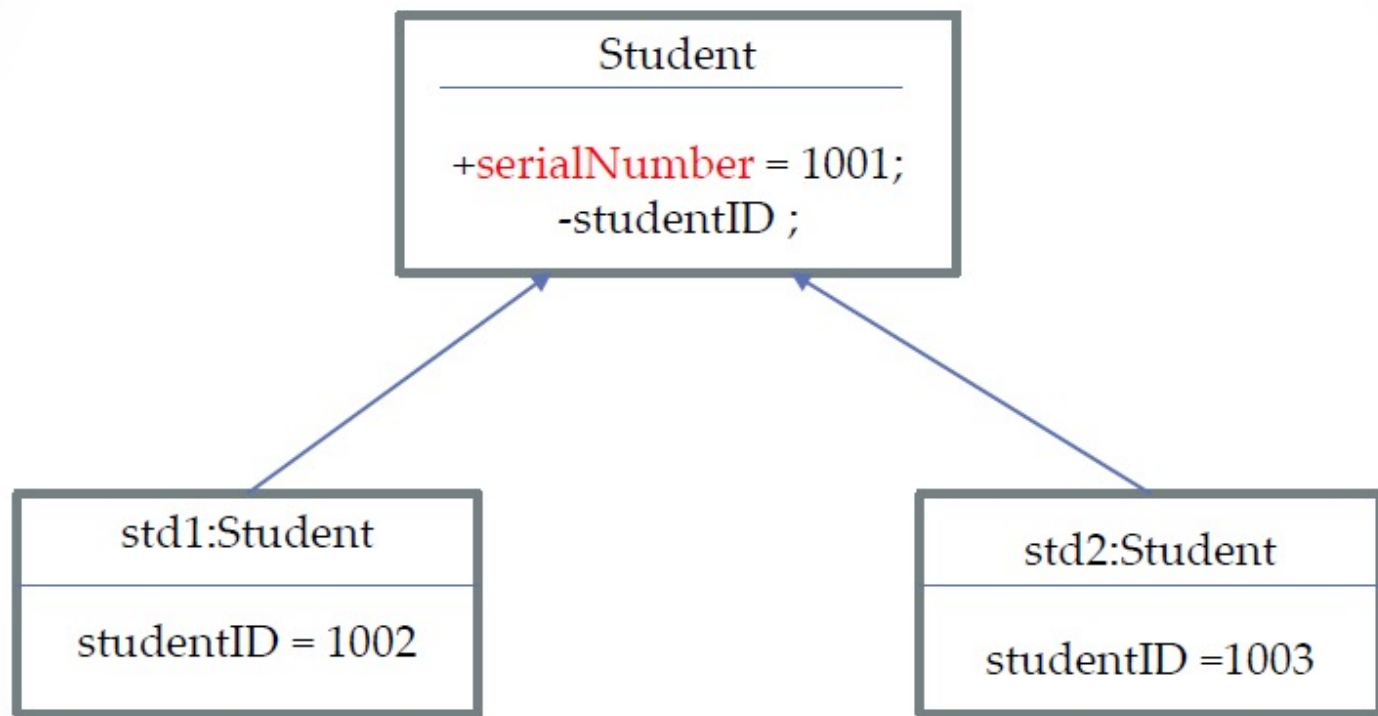 Student
+serialNumber = 1001;
-studentID ;
std1:Student
studentID = 1002
std2:Student
studentID =1003